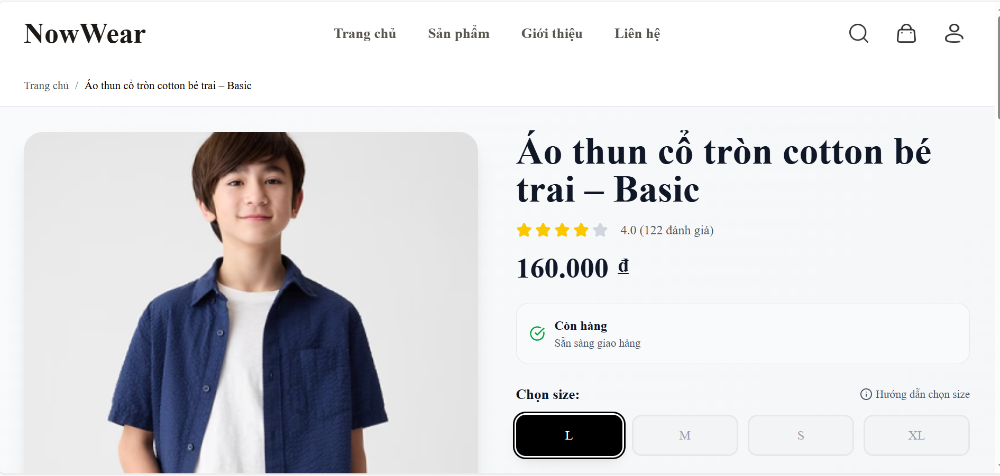 NowWear
Trang chủ
Sản phẩm
Giới thiệu
Liên hệ
Trang chủ / Áo thun cổ tròn cotton bé trai – Basic
Áo thun cổ tròn cotton bé
trai – Basic
4.0 (122 đánh giá)
160.000 ₫
Còn hàng
Sẵn sàng giao hàng
Chọn size:
Hướng dẫn chọn size
L
M
S
XL